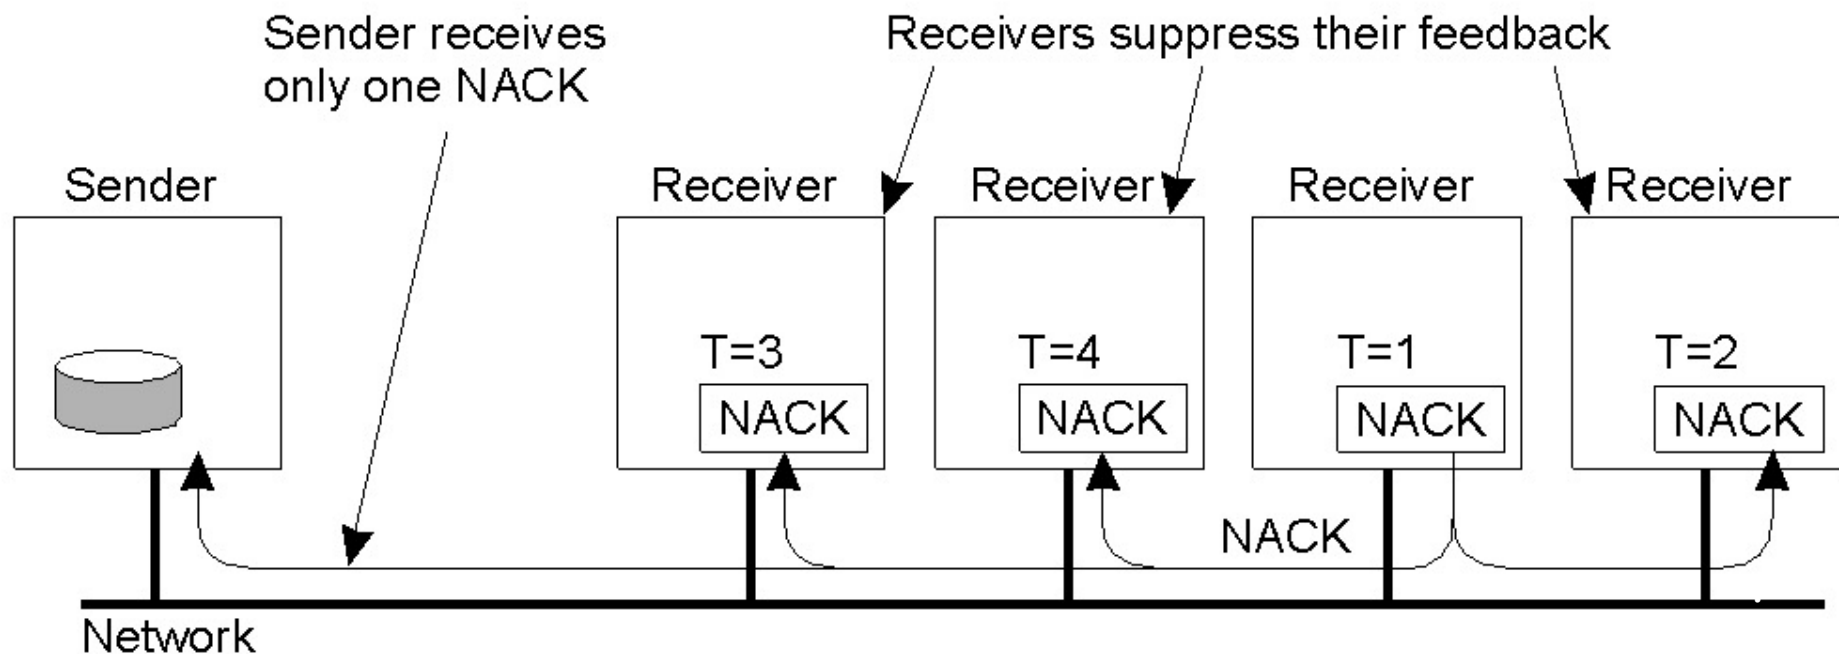 Sender receives
only one NACK
Receivers suppress their feedback
Sender
Receiver
Receiver
Receiver
Receiver
T=3
T=4
T=1
T=2
NACK
NACK
NACK
NACK
NACK
Network